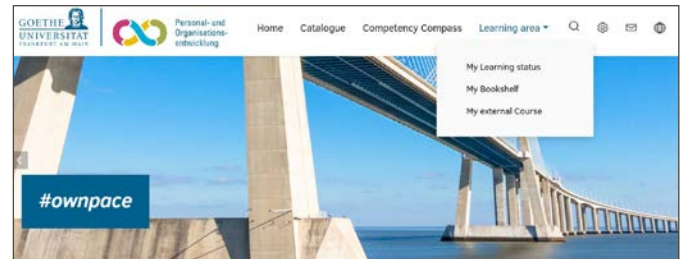 GOETHE
UNIVERSITÄT
FRANKFURT AM MAIN
Personal- und
Organisations-
entwicklung
Home Catalogue Competency Compass Learning area
My Learning status
My Bookshelf
My external Course
#ownpace